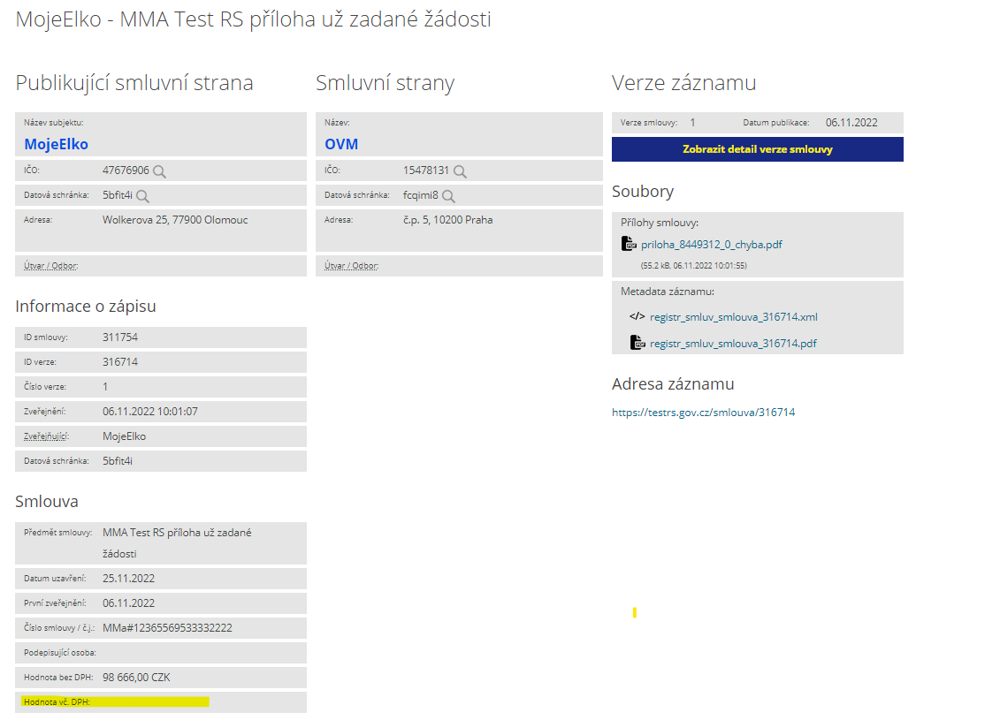 MojeElko - MMA Test RS příloha už zadané žádosti
Publikující smluvní strana
Název subjektu:
MojeElko
IČO: 47676906
Datová schránka: 5bfit4i
Adresa: Wolkerova 25, 77900 Olomouc
Útvar / Odbor:
Smluvní strany
Název:
OVM
IČO: 15478131
Datová schránka: fcqimi8
Adresa: č.p. 5, 10200 Praha
Útvar / Odbor:
Verze záznamu
Verze smlouvy: 1 Datum publikace: 06.11.2022
Zobrazit detail verze smlouvy
Soubory
Přílohy smlouvy:
priloha_8449312_0_chyba.pdf
(55.2 kB, 06.11.2022 10:01:55)
Metadata záznamu:
</> registr_smluv_smlouva_316714.xml
registr_smluv_smlouva_316714.pdf
Adresa záznamu
https://testrs.gov.cz/smlouva/316714
Informace o zápisu
ID smlouvy: 311754
ID verze: 316714
Číslo verze: 1
Zveřejnění: 06.11.2022 10:01:07
Zveřejňující: MojeElko
Datová schránka: 5bfit4i
Smlouva
Předmět smlouvy: MMA Test RS příloha už zadané
žádosti
Datum uzavření: 25.11.2022
První zveřejnění: 06.11.2022
Číslo smlouvy / č.j.: MMa#12365569533332222
Podepisující osoba:
Hodnota bez DPH: 98 666,00 CZK
Hodnota vč. DPH: